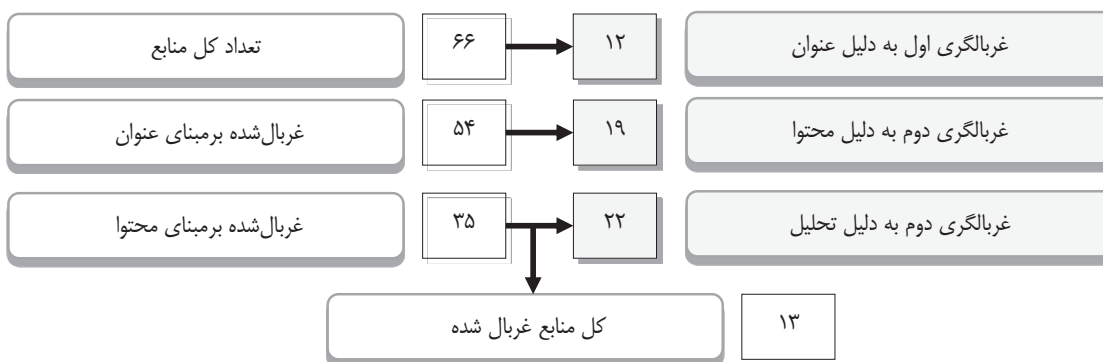 غربالگری اول به دلیل عنوان ۱۲ ۶۶ تعداد کل منابع
غربالگری دوم به دلیل محتوا ۱۹ ۵۴ غربال‌شده برمبنای عنوان
غربالگری دوم به دلیل تحلیل ۲۲ ۳۵ غربال‌شده برمبنای محتوا
۱۳ کل منابع غربال شده